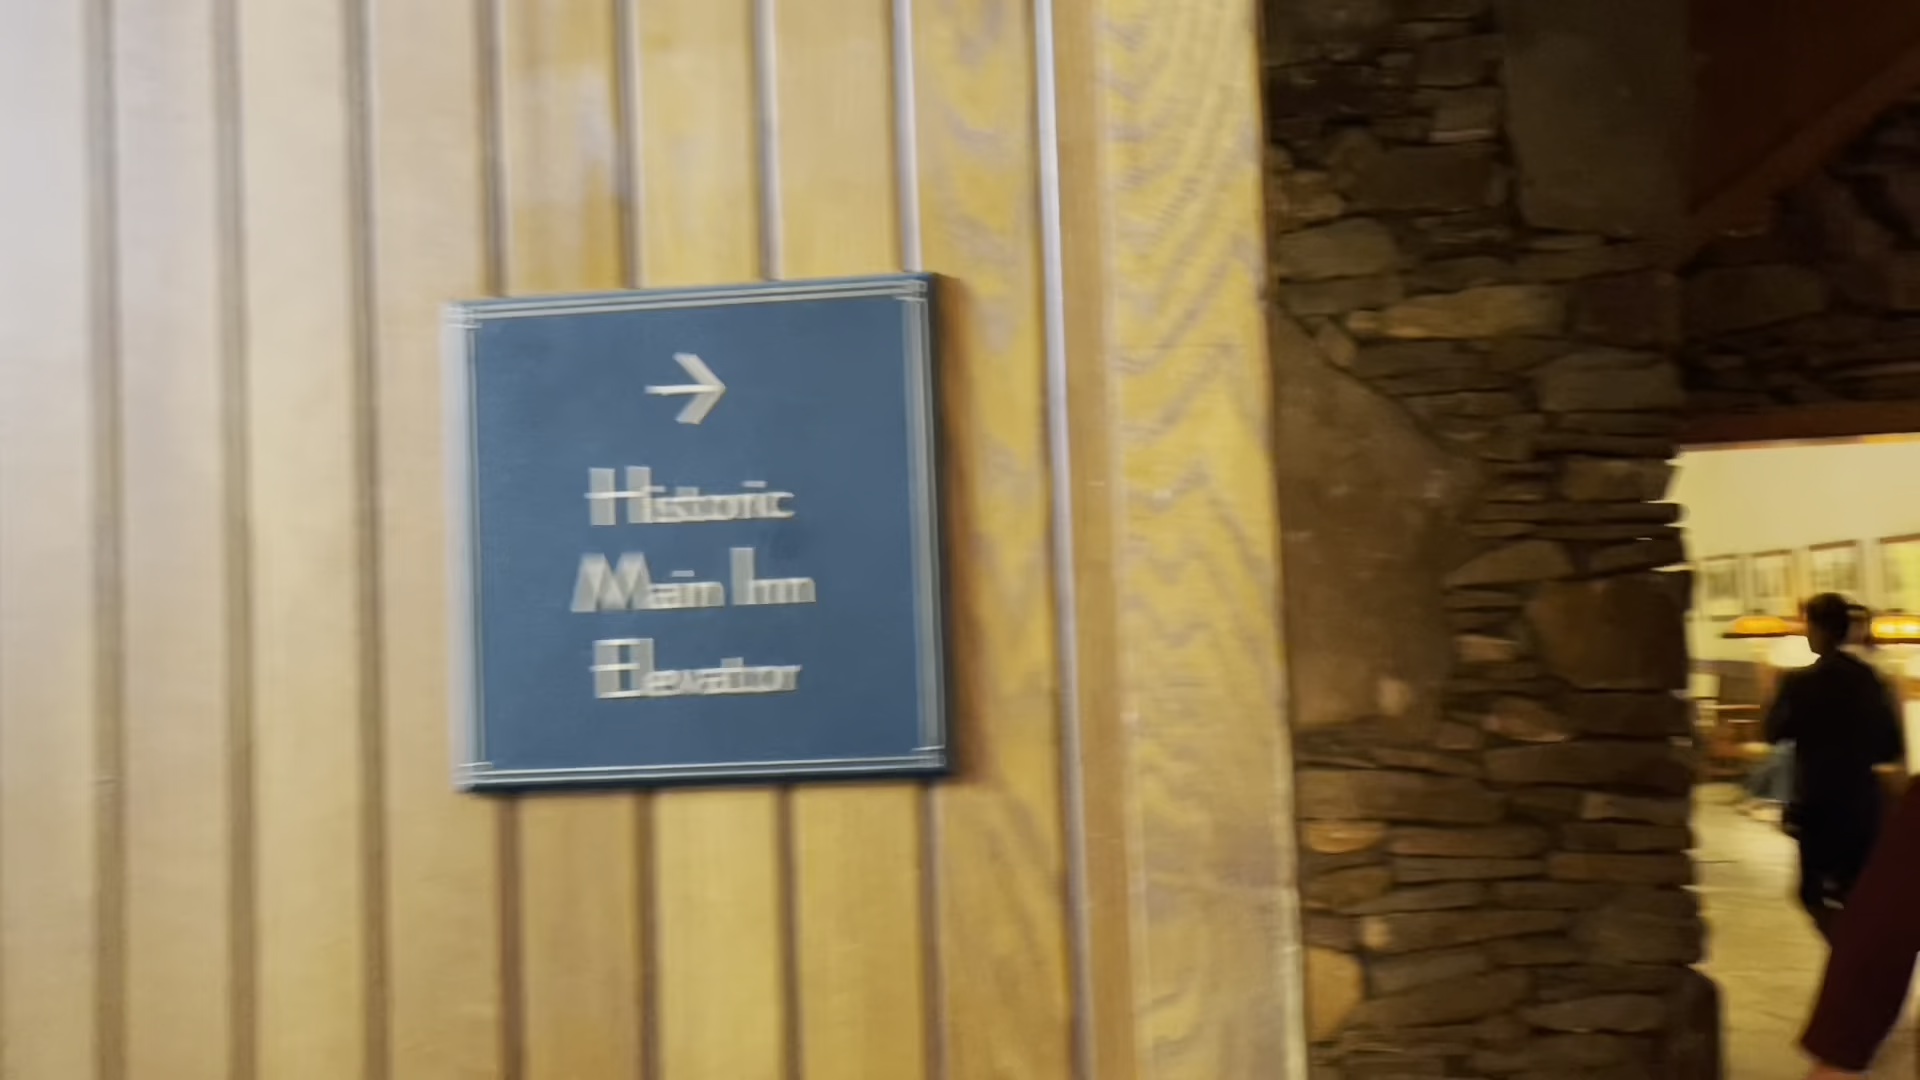 →
Historic
Main Inn
Elevator